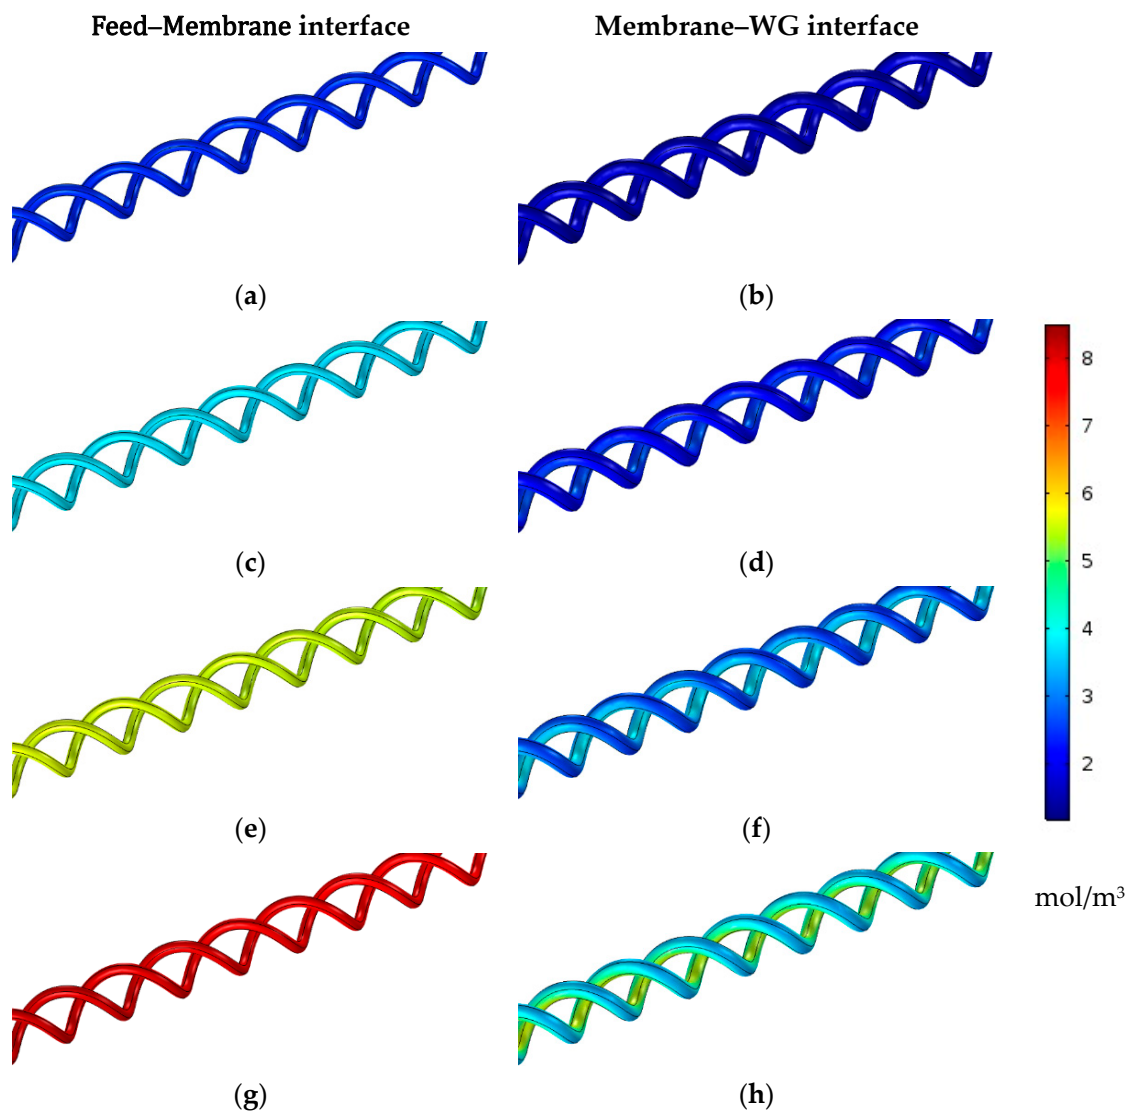 Feed–Membrane interface
Membrane–WG interface
(a)
(b)
(c)
(d)
8
7
6
5
4
3
2
(e)
(f)
mol/m³
(g)
(h)